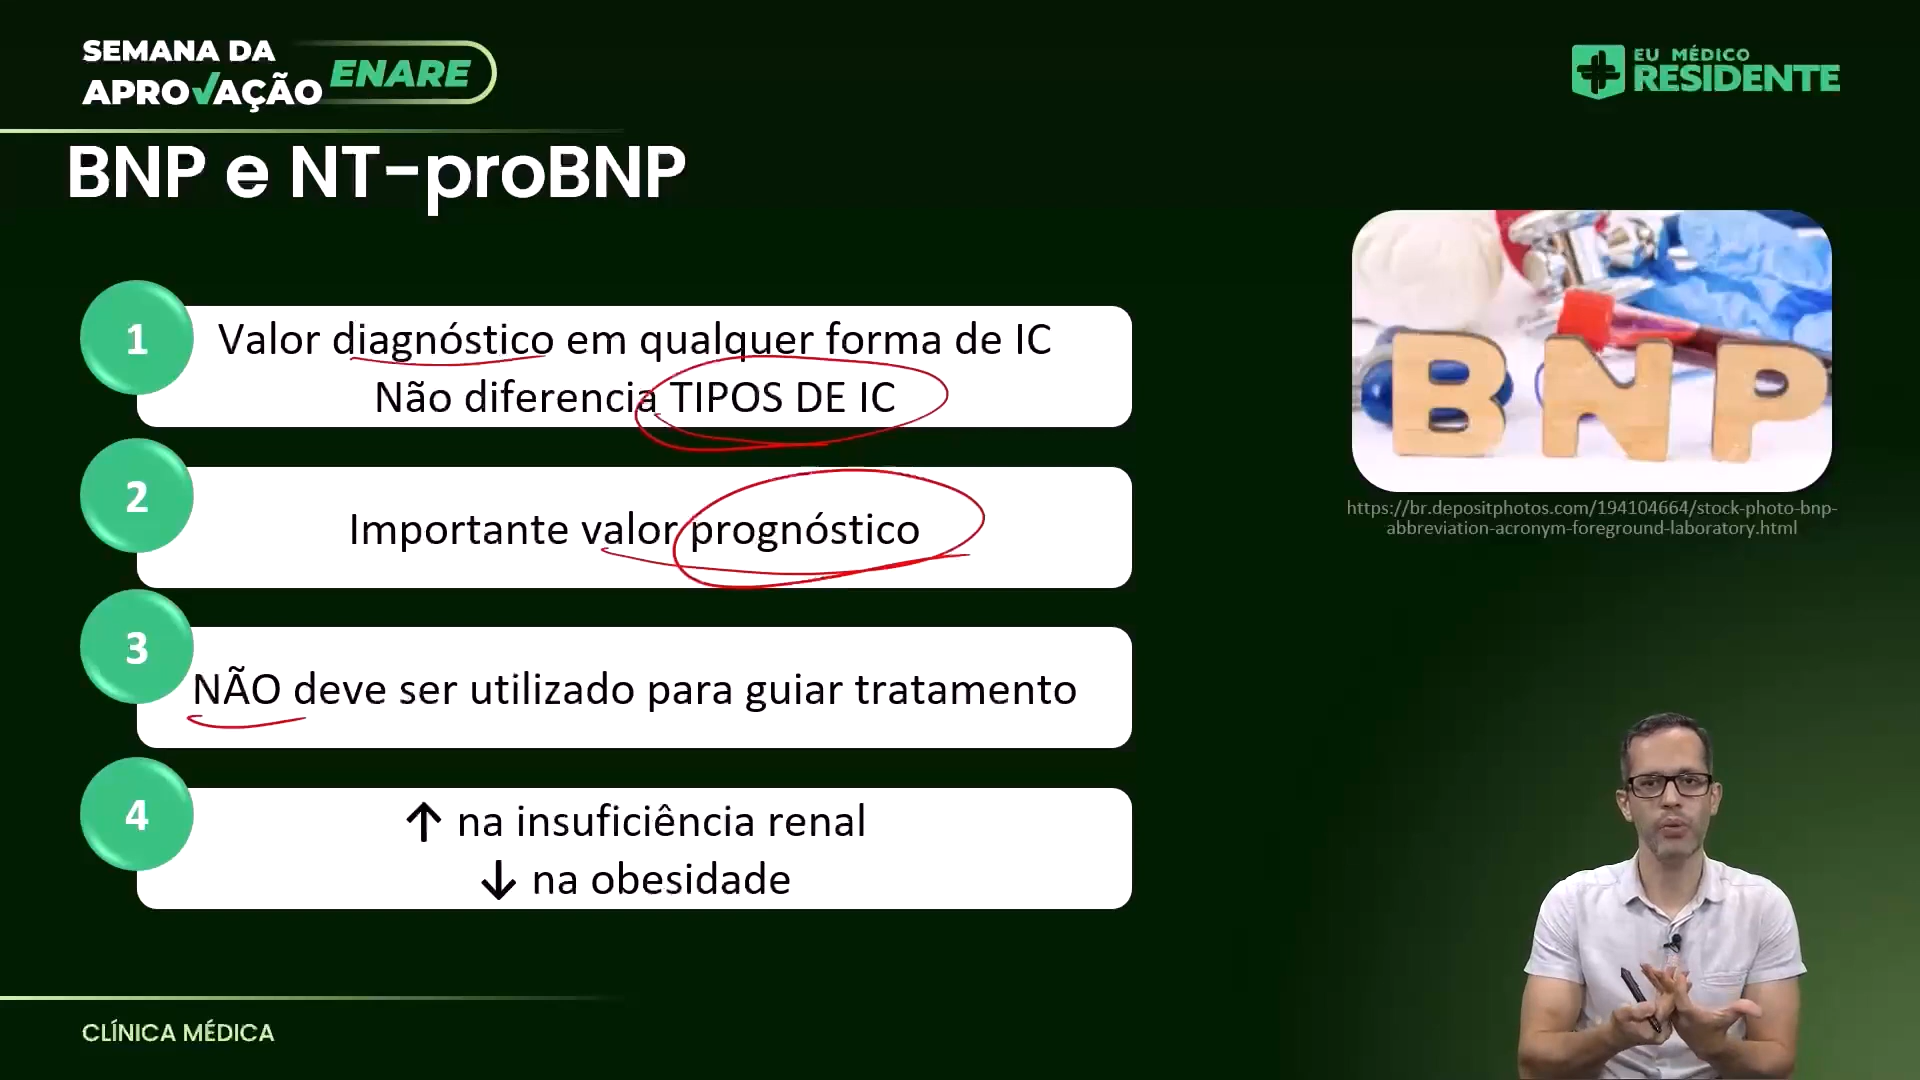 SEMANA DA
APROVAÇÃO ENARE
EU MÉDICO
RESIDENTE
BNP e NT-proBNP
1
Valor diagnóstico em qualquer forma de IC
Não diferencia TIPOS DE IC
2
Importante valor prognóstico
3
NÃO deve ser utilizado para guiar tratamento
4
↑ na insuficiência renal
↓ na obesidade
BNP
https://br.depositphotos.com/194104664/stock-photo-bnp-
abbreviation-acronym-foreground-laboratory.html
CLÍNICA MÉDICA